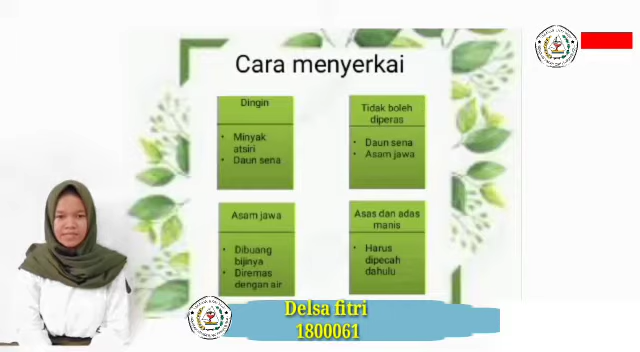 Cara menyerkai
Dingin
• Minyak
atsiri
• Daun sena
Tidak boleh
diperas
• Daun sena
• Asam jawa
Asam jawa
• Dibuang
bijinya
• Diremas
dengan air
Asas dan adas
manis
• Harus
dipecah
dahulu
Delsa fitri
1800061